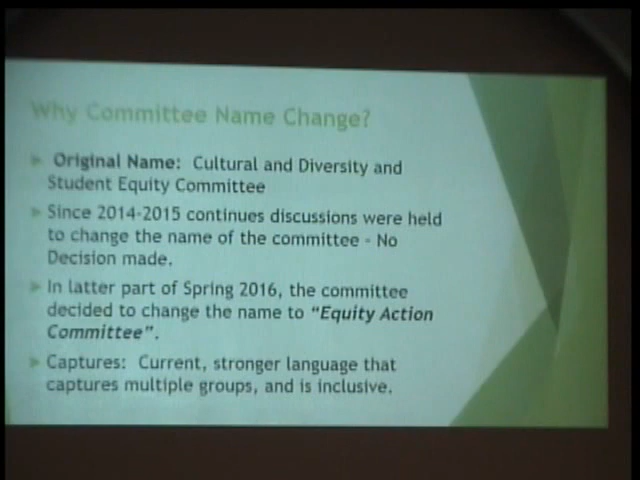 Why Committee Name Change?
Original Name: Cultural and Diversity and
Student Equity Committee
Since 2014-2015 continues discussions were held
to change the name of the committee - No
Decision made.
In latter part of Spring 2016, the committee
decided to change the name to "Equity Action
Committee".
Captures: Current, stronger language that
captures multiple groups, and is inclusive.